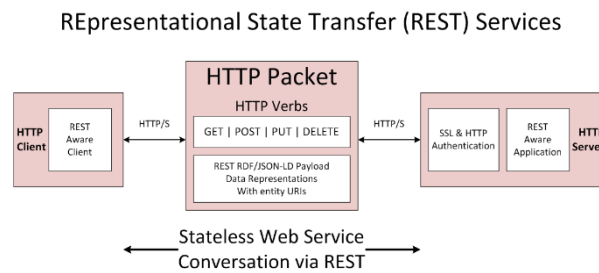 REpresentational State Transfer (REST) Services
HTTP Packet
HTTP Verbs
GET | POST | PUT | DELETE
REST RDF/JSON-LD Payload
Data Representations
With entity URIs
HTTP
Client
REST
Aware
Client
HTTP/S
HTTP/S
SSL & HTTP
Authentication
REST
Aware
Application
Stateless Web Service
Conversation via REST